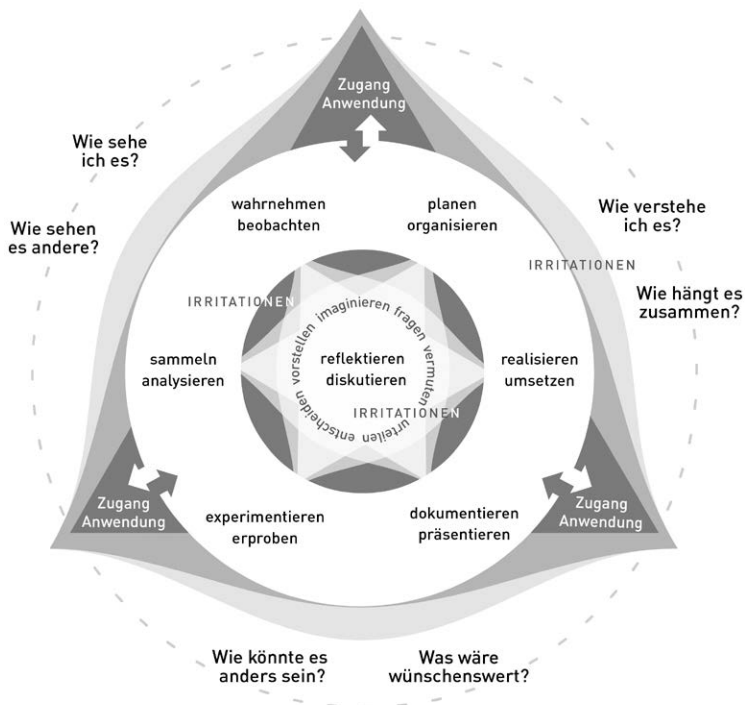 Zugang
Anwendung
Wie sehe
ich es?
Wie sehen
es andere?
wahrnehmen
beobachten
planen
organisieren
Wie verstehe
ich es?
IRRITATIONEN
Wie hängt es
zusammen?
IRRITATIONEN
vorstellen imaginieren fragen vermuten
urteilen entscheiden
sammeln
analysieren
reflektieren
diskutieren
realisieren
umsetzen
IRRITATIONEN
Zugang
Anwendung
experimentieren
erproben
dokumentieren
präsentieren
Zugang
Anwendung
Wie könnte es
anders sein?
Was wäre
wünschenswert?